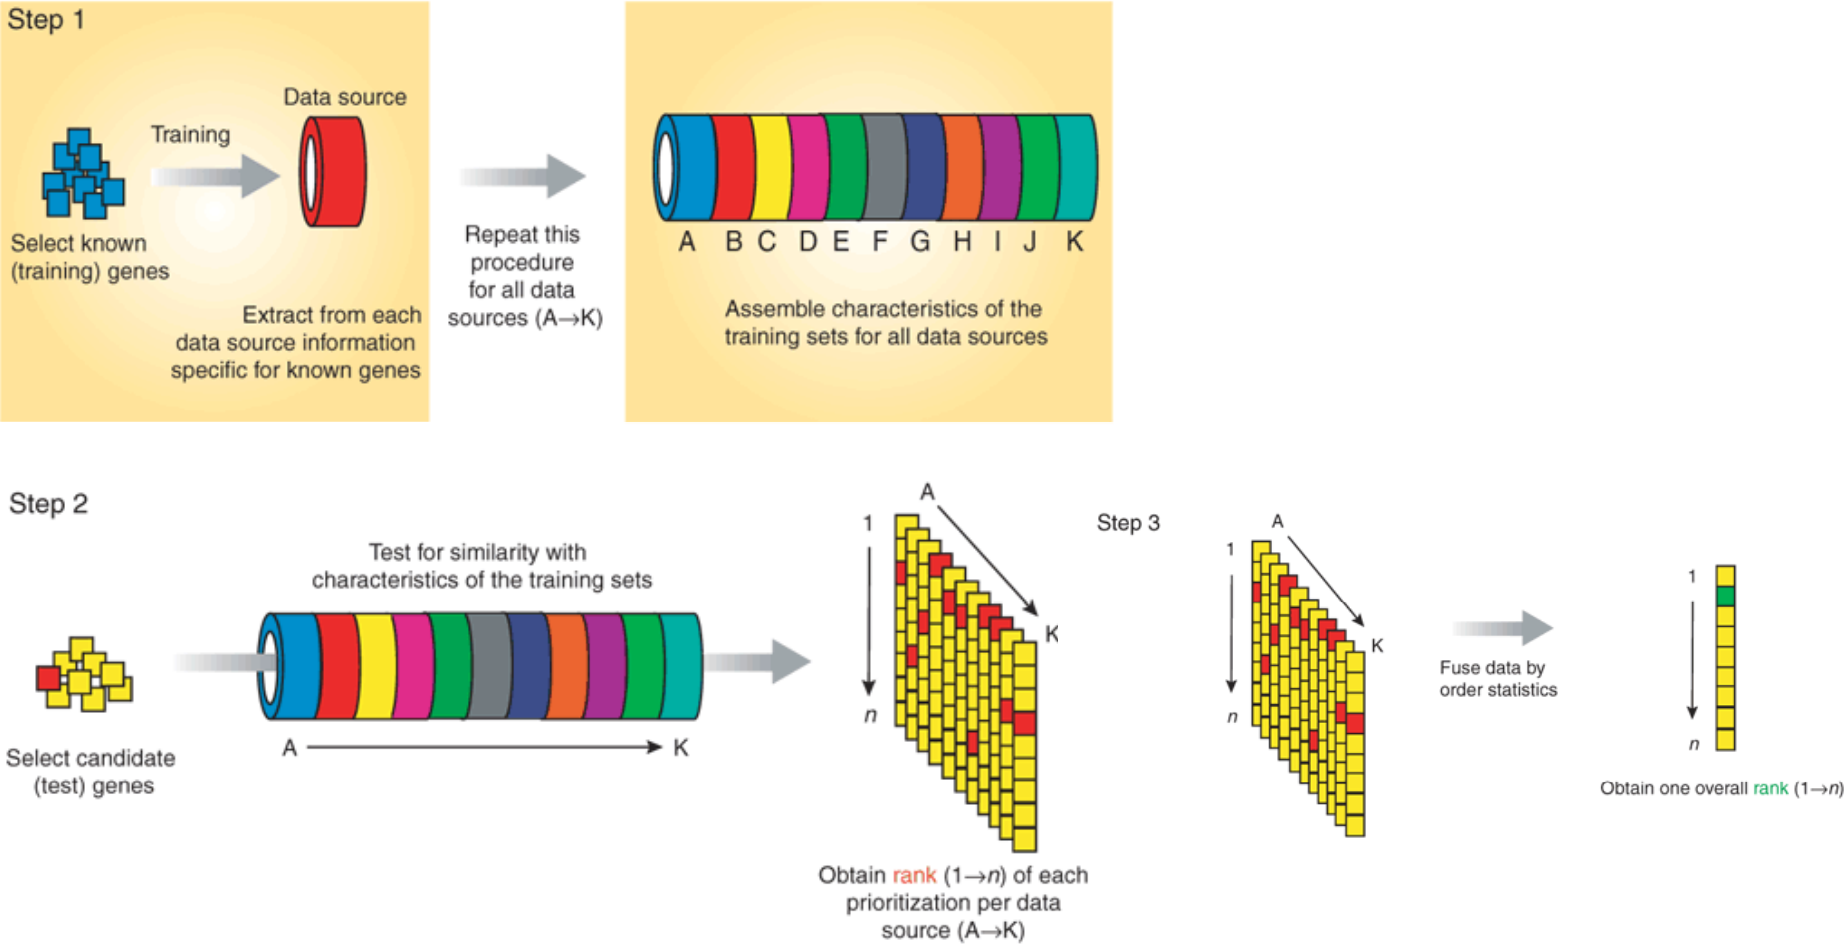 Step 1
Data source
Training
Select known
(training) genes
Extract from each
data source information
specific for known genes
Repeat this
procedure
for all data
sources (A→K)
A B C D E F G H I J K
Assemble characteristics of the
training sets for all data sources
Step 2
Select candidate
(test) genes
Test for similarity with
characteristics of the training sets
A K
A
1
K
n
Obtain rank (1→n) of each
prioritization per data
source (A→K)
Step 3
A
1
K
n
Fuse data by
order statistics
1
n
Obtain one overall rank (1→n)